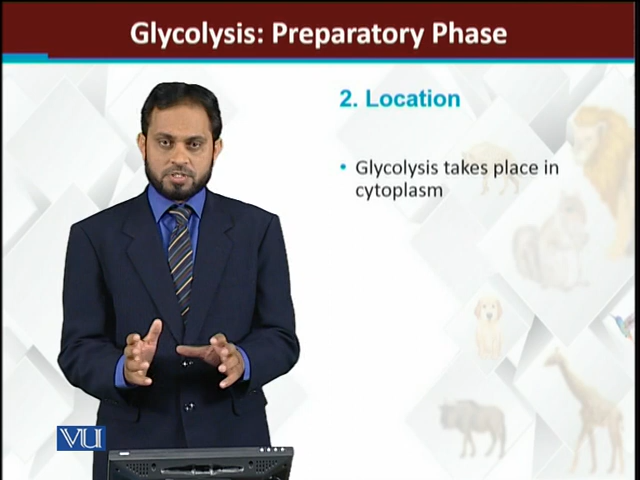 Glycolysis: Preparatory Phase
2. Location
• Glycolysis takes place in
cytoplasm
VU